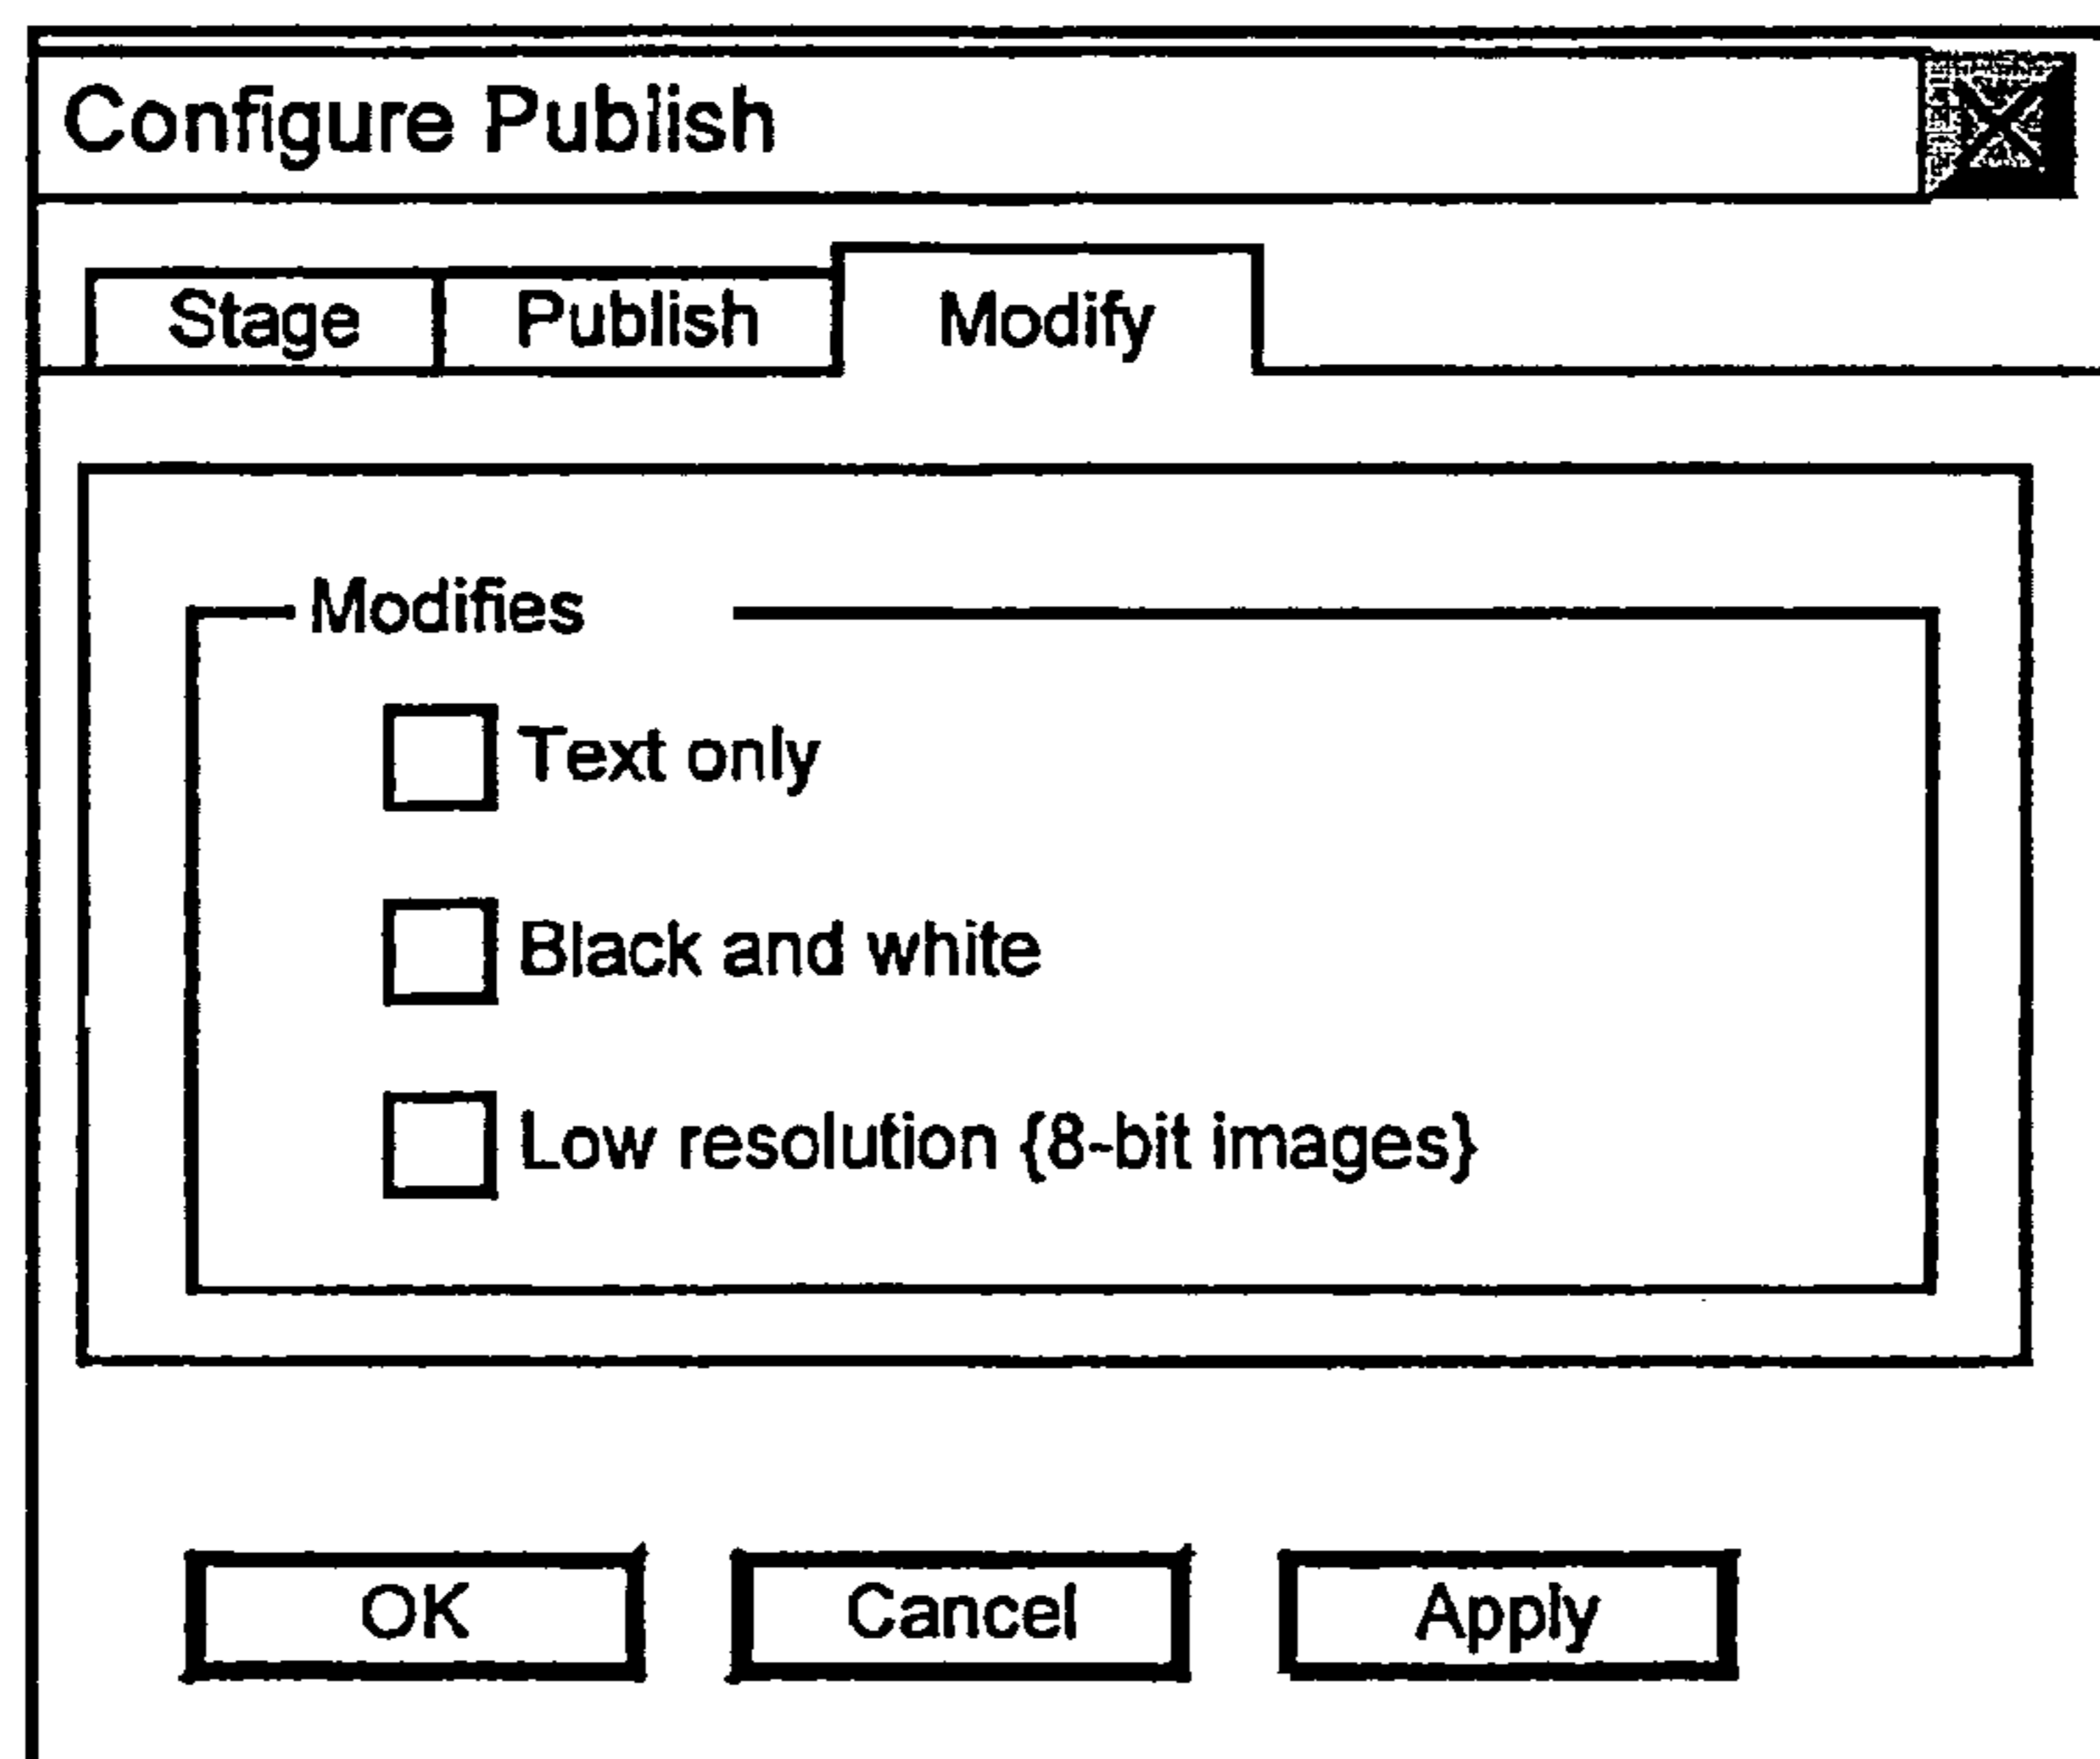 Configure Publish
Stage Publish Modify
Modifies
Text only
Black and white
Low resolution {8-bit images}
OK Cancel Apply